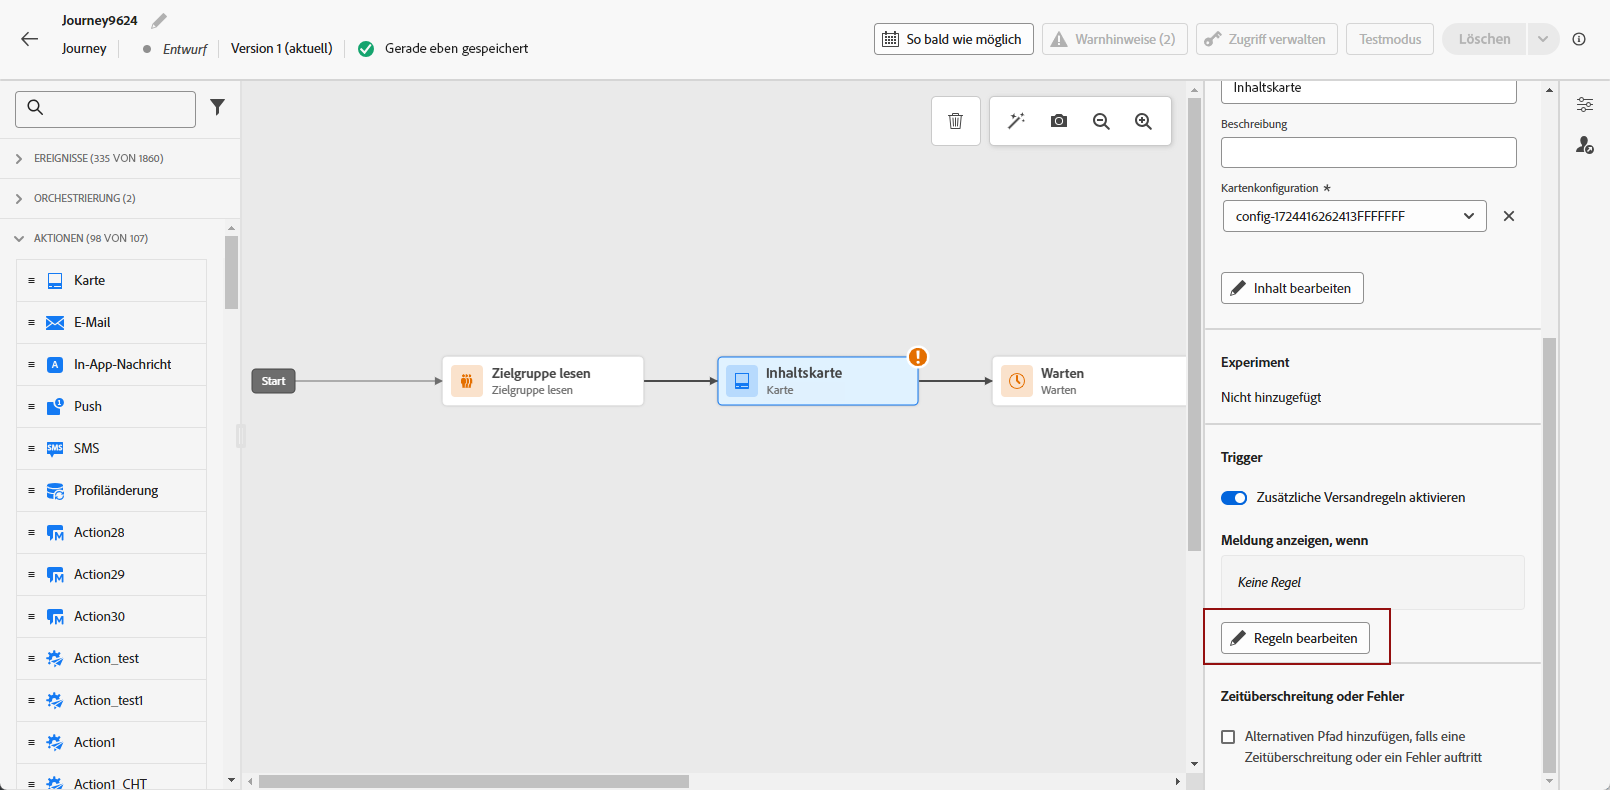 Journey9624
Journey
Entwurf
Version 1 (aktuell)
Gerade eben gespeichert
So bald wie möglich
Warnhinweise (2)
Zugriff verwalten
Testmodus
Löschen
EREIGNISSE (335 VON 1860)
ORCHESTRIERUNG (2)
AKTIONEN (98 VON 107)
Karte
E-Mail
In-App-Nachricht
Push
SMS
Profiländerung
Action28
Action29
Action30
Action_test
Action_test1
Action1
Action1_CHT
Start
Zielgruppe lesen
Zielgruppe lesen
Inhaltskarte
Karte
Warten
Warten
Inhaltskarte
Beschreibung
Kartenkonfiguration *
config-1724416262413FFFFFFF
Inhalt bearbeiten
Experiment
Nicht hinzugefügt
Trigger
Zusätzliche Versandregeln aktivieren
Meldung anzeigen, wenn
Keine Regel
Regeln bearbeiten
Zeitüberschreitung oder Fehler
Alternativen Pfad hinzufügen, falls eine
Zeitüberschreitung oder ein Fehler auftritt